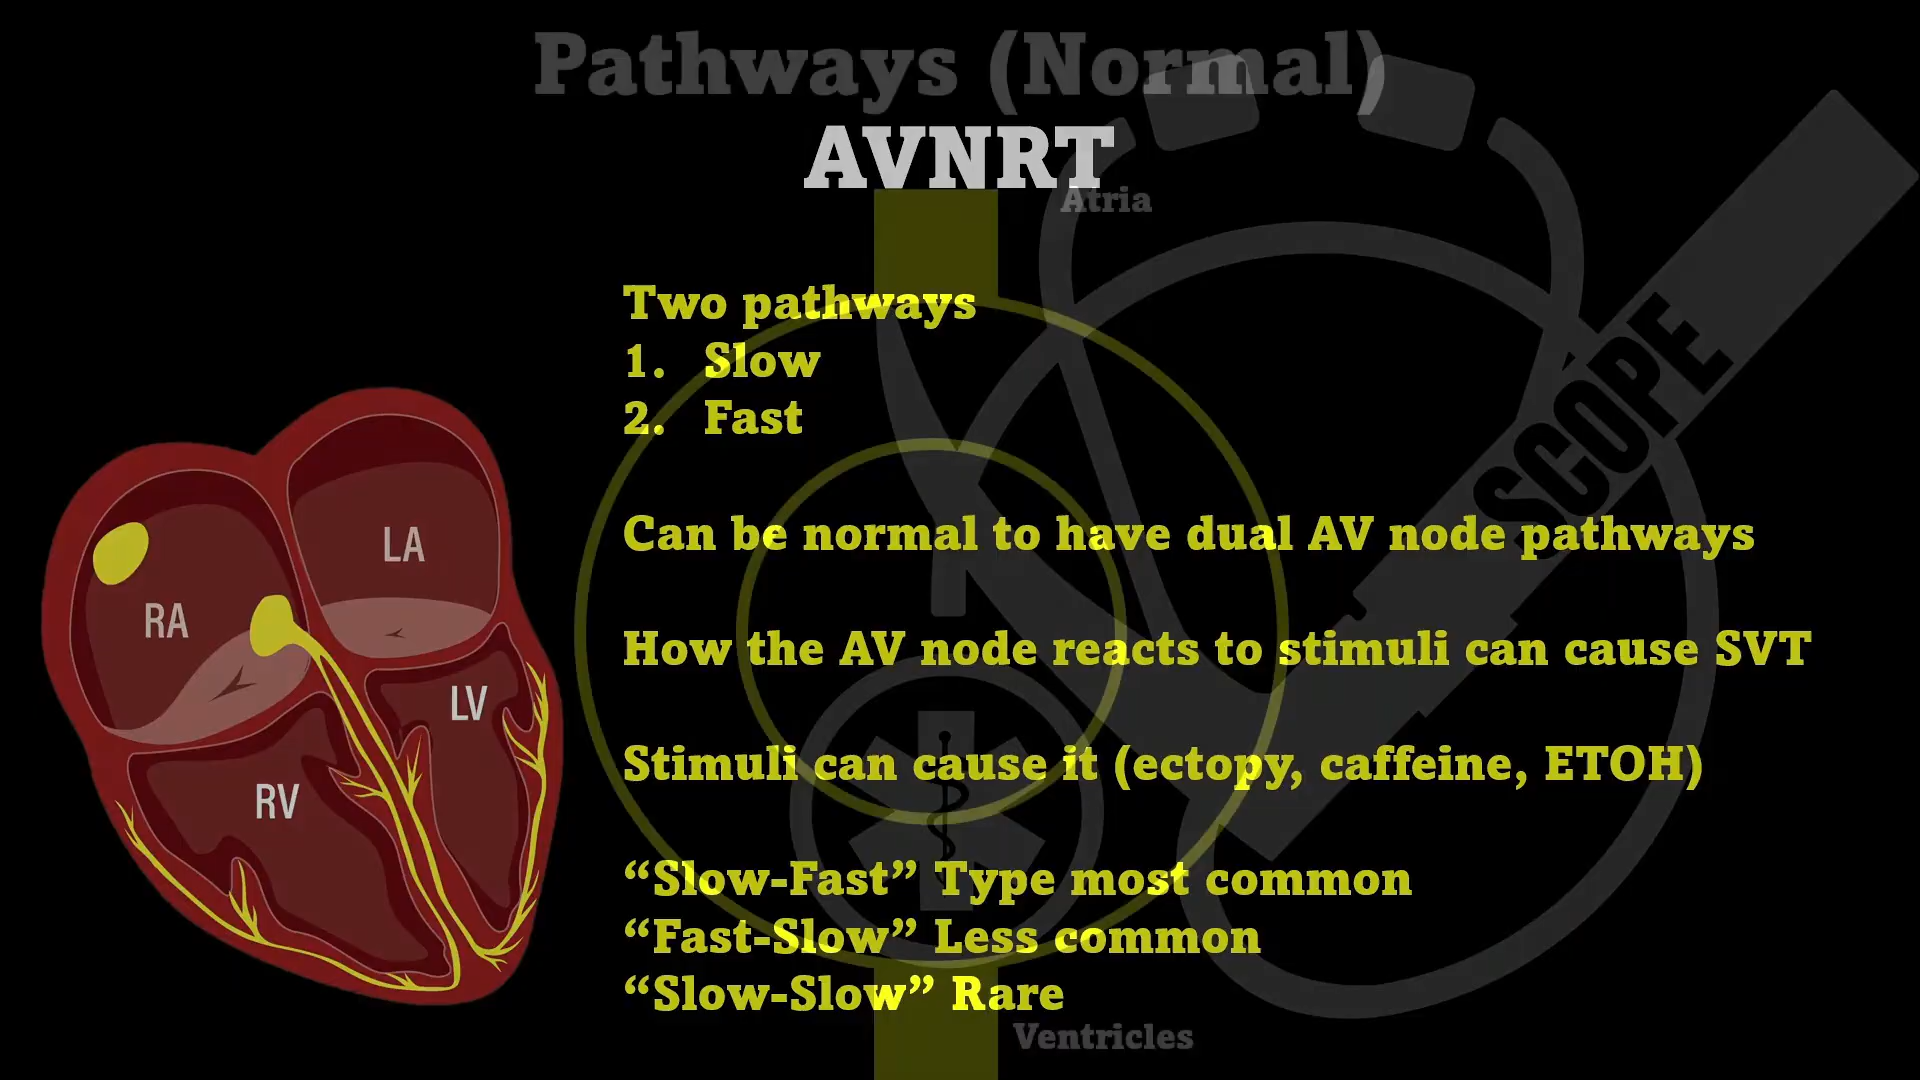 Pathways (Normal)
AVNRT
Atria
Two pathways
1. Slow
2. Fast
SCOPE
Can be normal to have dual AV node pathways
How the AV node reacts to stimuli can cause SVT
Stimuli can cause it (ectopy, caffeine, ETOH)
“Slow-Fast” Type most common
“Fast-Slow” Less common
“Slow-Slow” Rare
Ventricles
LA
RA
LV
RV